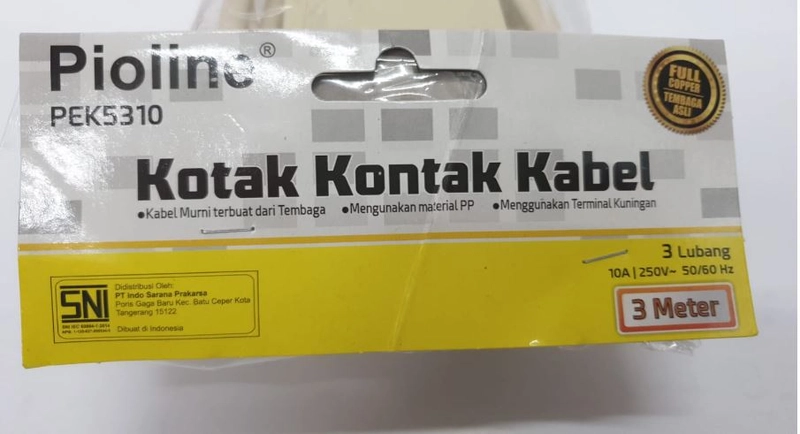 Pioline®
PEK5310
FULL
COPPER
TEMBAGA
ASLI
Kotak Kontak Kabel
•Kabel Murni terbuat dari Tembaga •Mengunakan material PP •Menggunakan Terminal Kuningan
3 Lubang
10A | 250V~ 50/60 Hz
3 Meter
SNI
Didistribusi Oleh:
PT Indo Sarana Prakarsa
Poris Gaga Baru Kec. Batu Ceper Kota
Tangerang 15122
Dibuat di Indonesia